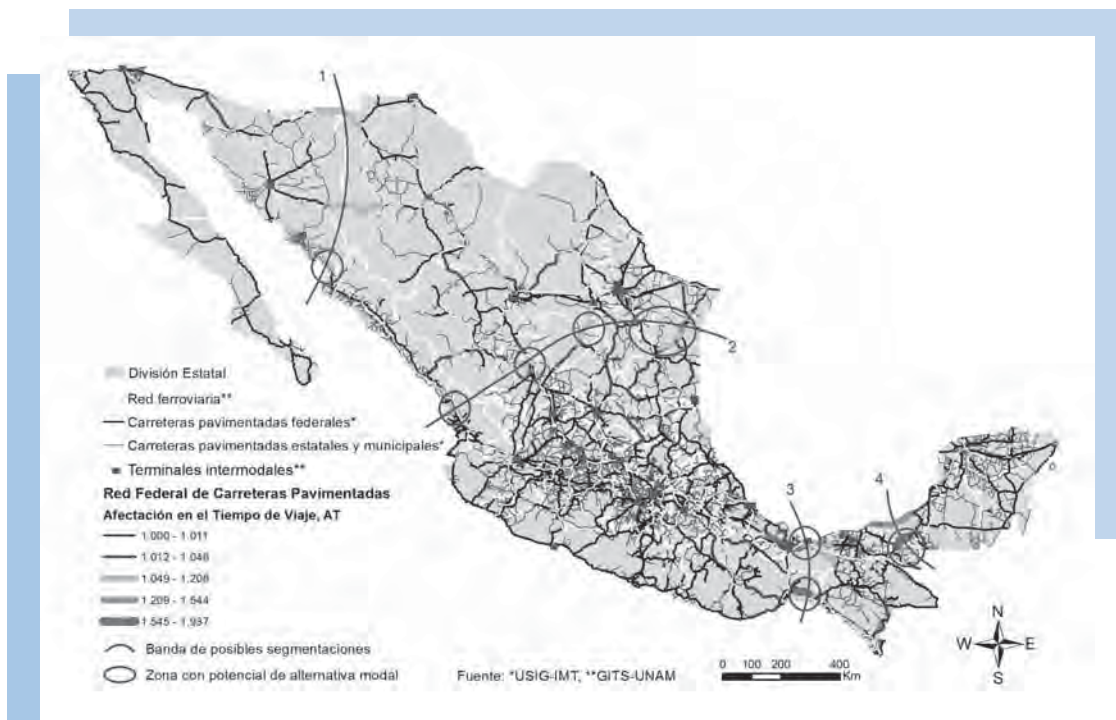 1
2
3
4
División Estatal
Red ferroviaria**
Carreteras pavimentadas federales*
Carreteras pavimentadas estatales y municipales*
Terminales intermodales**
Red Federal de Carreteras Pavimentadas
Afectación en el Tiempo de Viaje, AT
1.000 - 1.011
1.012 - 1.046
1.049 - 1.208
1.209 - 1.544
1.545 - 1.937
Banda de posibles segmentaciones
Zona con potencial de alternativa modal
Fuente: *USIG-IMT, **GITS-UNAM
0 100 200 400
Km
N
W E
S